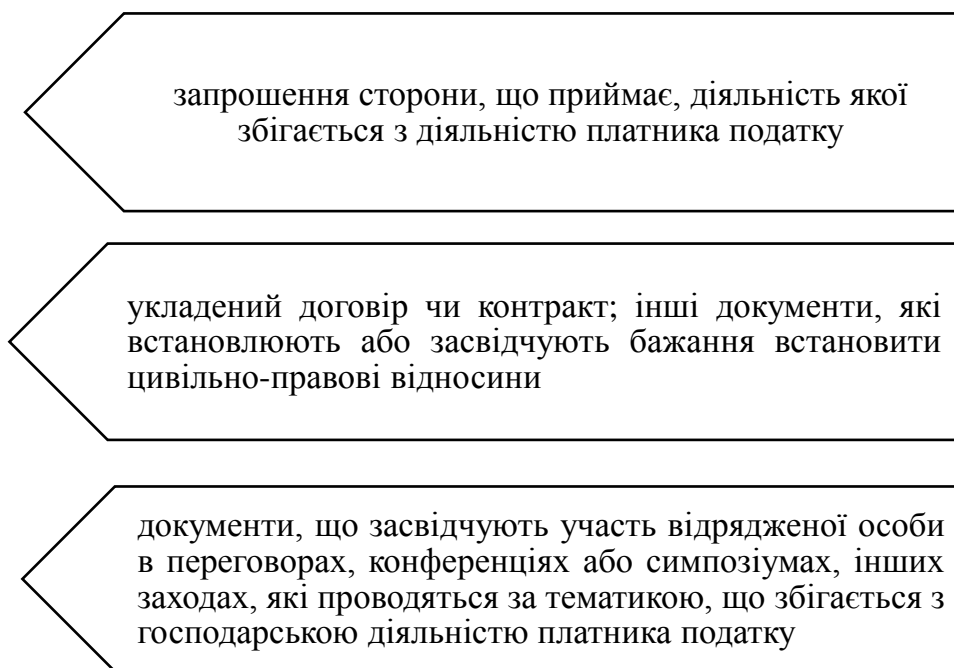 запрошення сторони, що приймає, діяльність якої
збігається з діяльністю платника податку
укладений договір чи контракт; інші документи, які
встановлюють або засвідчують бажання встановити
цивільно-правові відносини
документи, що засвідчують участь відрядженої особи
в переговорах, конференціях або симпозіумах, інших
заходах, які проводяться за тематикою, що збігається з
господарською діяльністю платника податку